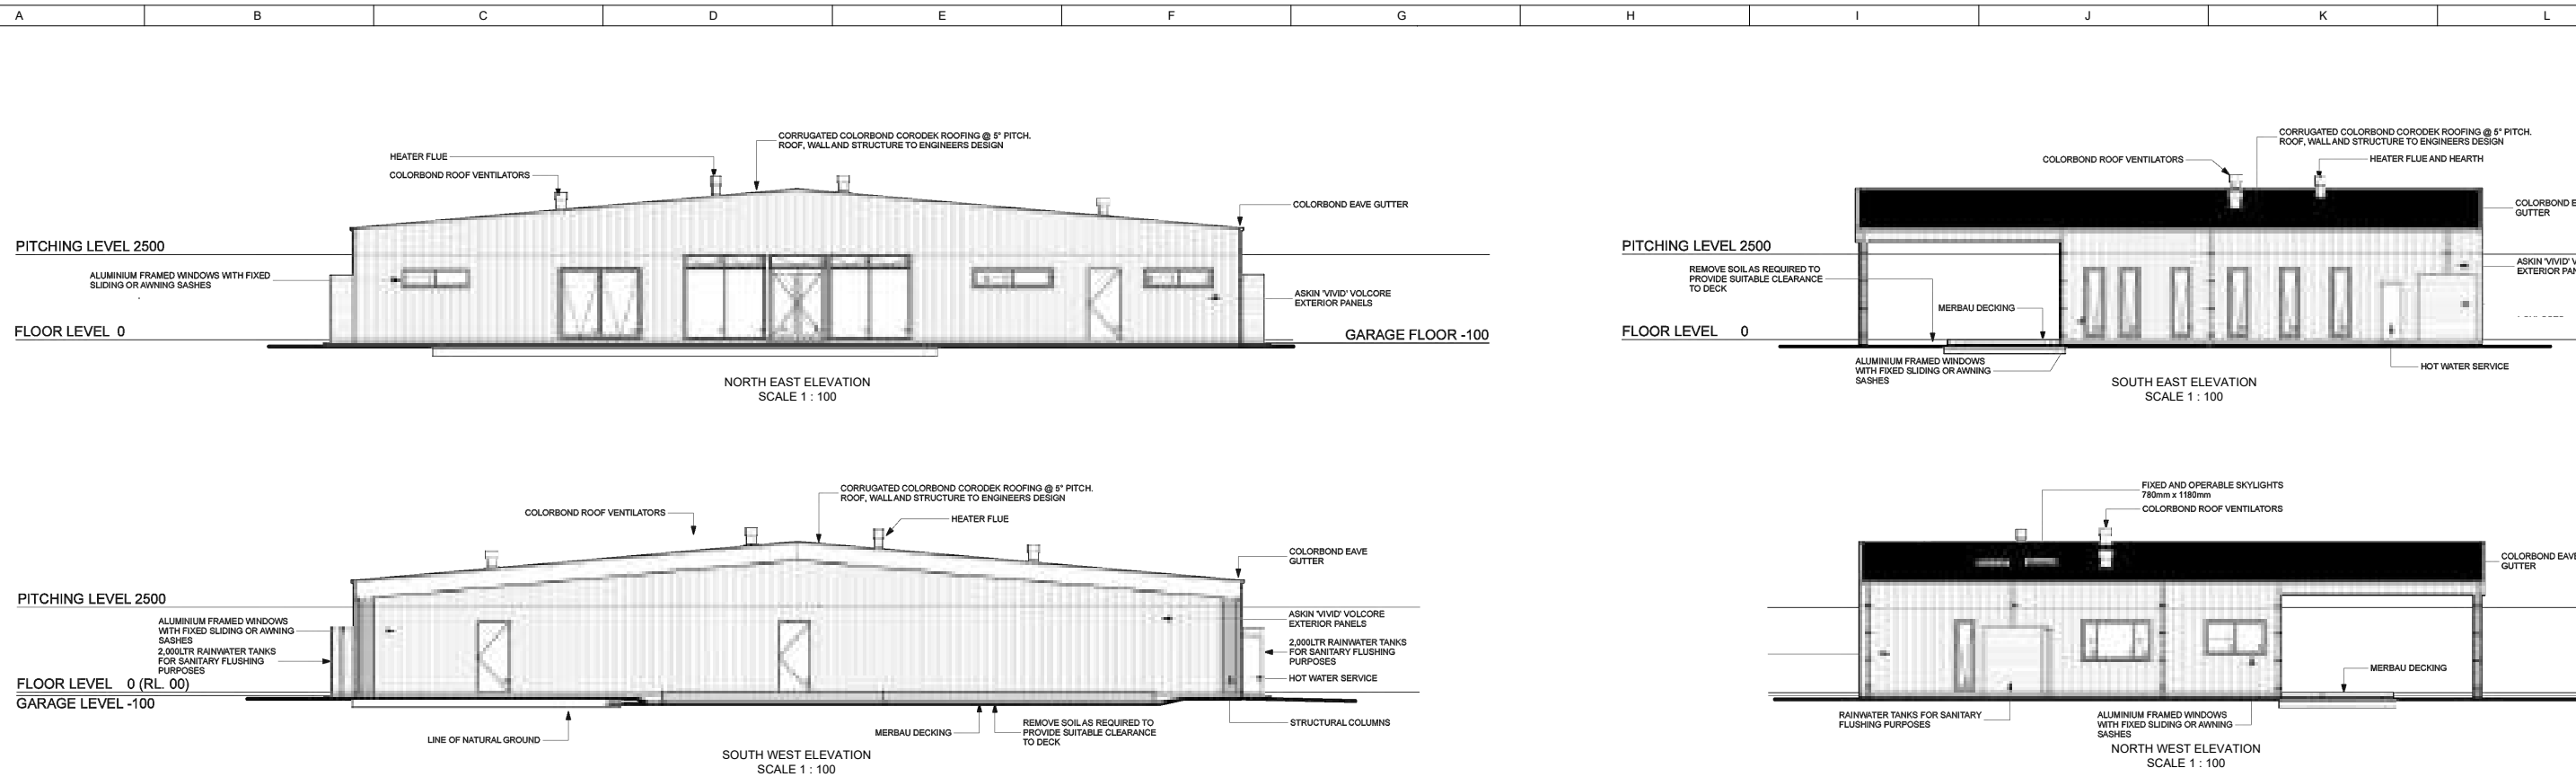 A B C D E F G H I J K L
CORRUGATED COLORBOND CORODEK ROOFING @ 5° PITCH.
ROOF, WALL AND STRUCTURE TO ENGINEERS DESIGN
HEATER FLUE
COLORBOND ROOF VENTILATORS
COLORBOND EAVE GUTTER
PITCHING LEVEL 2500
ALUMINIUM FRAMED WINDOWS WITH FIXED
SLIDING OR AWNING SASHES
ASKIN 'VIVID' VOLCORE
EXTERIOR PANELS
FLOOR LEVEL 0
GARAGE FLOOR -100
NORTH EAST ELEVATION
SCALE 1 : 100
CORRUGATED COLORBOND CORODEK ROOFING @ 5° PITCH.
ROOF, WALL AND STRUCTURE TO ENGINEERS DESIGN
COLORBOND ROOF VENTILATORS
HEATER FLUE AND HEARTH
COLORBOND E
GUTTER
PITCHING LEVEL 2500
REMOVE SOIL AS REQUIRED TO
PROVIDE SUITABLE CLEARANCE
TO DECK
ASKIN 'VIVID' V
EXTERIOR PAN
MERBAU DECKING
FLOOR LEVEL 0
ALUMINIUM FRAMED WINDOWS
WITH FIXED SLIDING OR AWNING
SASHES
HOT WATER SERVICE
SOUTH EAST ELEVATION
SCALE 1 : 100
CORRUGATED COLORBOND CORODEK ROOFING @ 5° PITCH.
ROOF, WALL AND STRUCTURE TO ENGINEERS DESIGN
COLORBOND ROOF VENTILATORS
HEATER FLUE
COLORBOND EAVE
GUTTER
PITCHING LEVEL 2500
ALUMINIUM FRAMED WINDOWS
WITH FIXED SLIDING OR AWNING
SASHES
2,000LTR RAINWATER TANKS
FOR SANITARY FLUSHING
PURPOSES
ASKIN 'VIVID' VOLCORE
EXTERIOR PANELS
2,000LTR RAINWATER TANKS
FOR SANITARY FLUSHING
PURPOSES
HOT WATER SERVICE
FLOOR LEVEL 0 (RL. 00)
GARAGE LEVEL -100
STRUCTURAL COLUMNS
LINE OF NATURAL GROUND
MERBAU DECKING
REMOVE SOIL AS REQUIRED TO
PROVIDE SUITABLE CLEARANCE
TO DECK
SOUTH WEST ELEVATION
SCALE 1 : 100
FIXED AND OPERABLE SKYLIGHTS
780mm x 1180mm
COLORBOND ROOF VENTILATORS
COLORBOND EAVE
GUTTER
MERBAU DECKING
RAINWATER TANKS FOR SANITARY
FLUSHING PURPOSES
ALUMINIUM FRAMED WINDOWS
WITH FIXED SLIDING OR AWNING
SASHES
NORTH WEST ELEVATION
SCALE 1 : 100